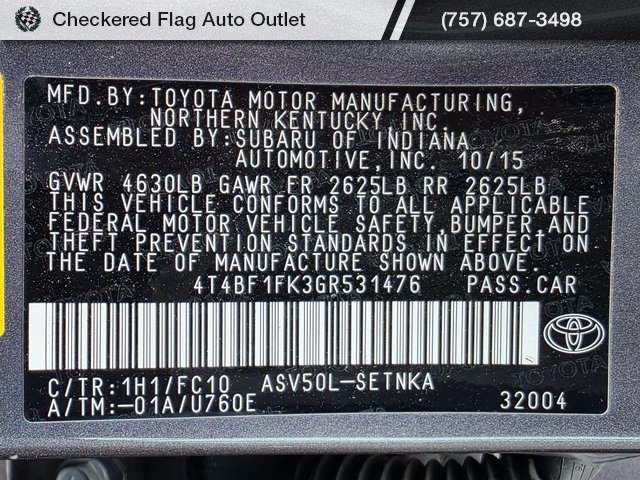 Checkered Flag Auto Outlet
(757) 687-3498
MFD.BY:TOYOTA MOTOR MANUFACTURING,
NORTHERN KENTUCKY, INC.
ASSEMBLED BY:SUBARU OF INDIANA
AUTOMOTIVE,INC. 10/15
GVWR 4630LB GAWR FR 2625LB RR 2625LB
THIS VEHICLE CONFORMS TO ALL APPLICABLE
FEDERAL MOTOR VEHICLE SAFETY,BUMPER,AND
THEFT PREVENTION STANDARDS IN EFFECT ON
THE DATE OF MANUFACTURE SHOWN ABOVE.
4T4BF1FK3GR531476 PASS.CAR
C/TR:1H1/FC10 ASV50L-SETNKA
A/TM:-01A/U760E 32004